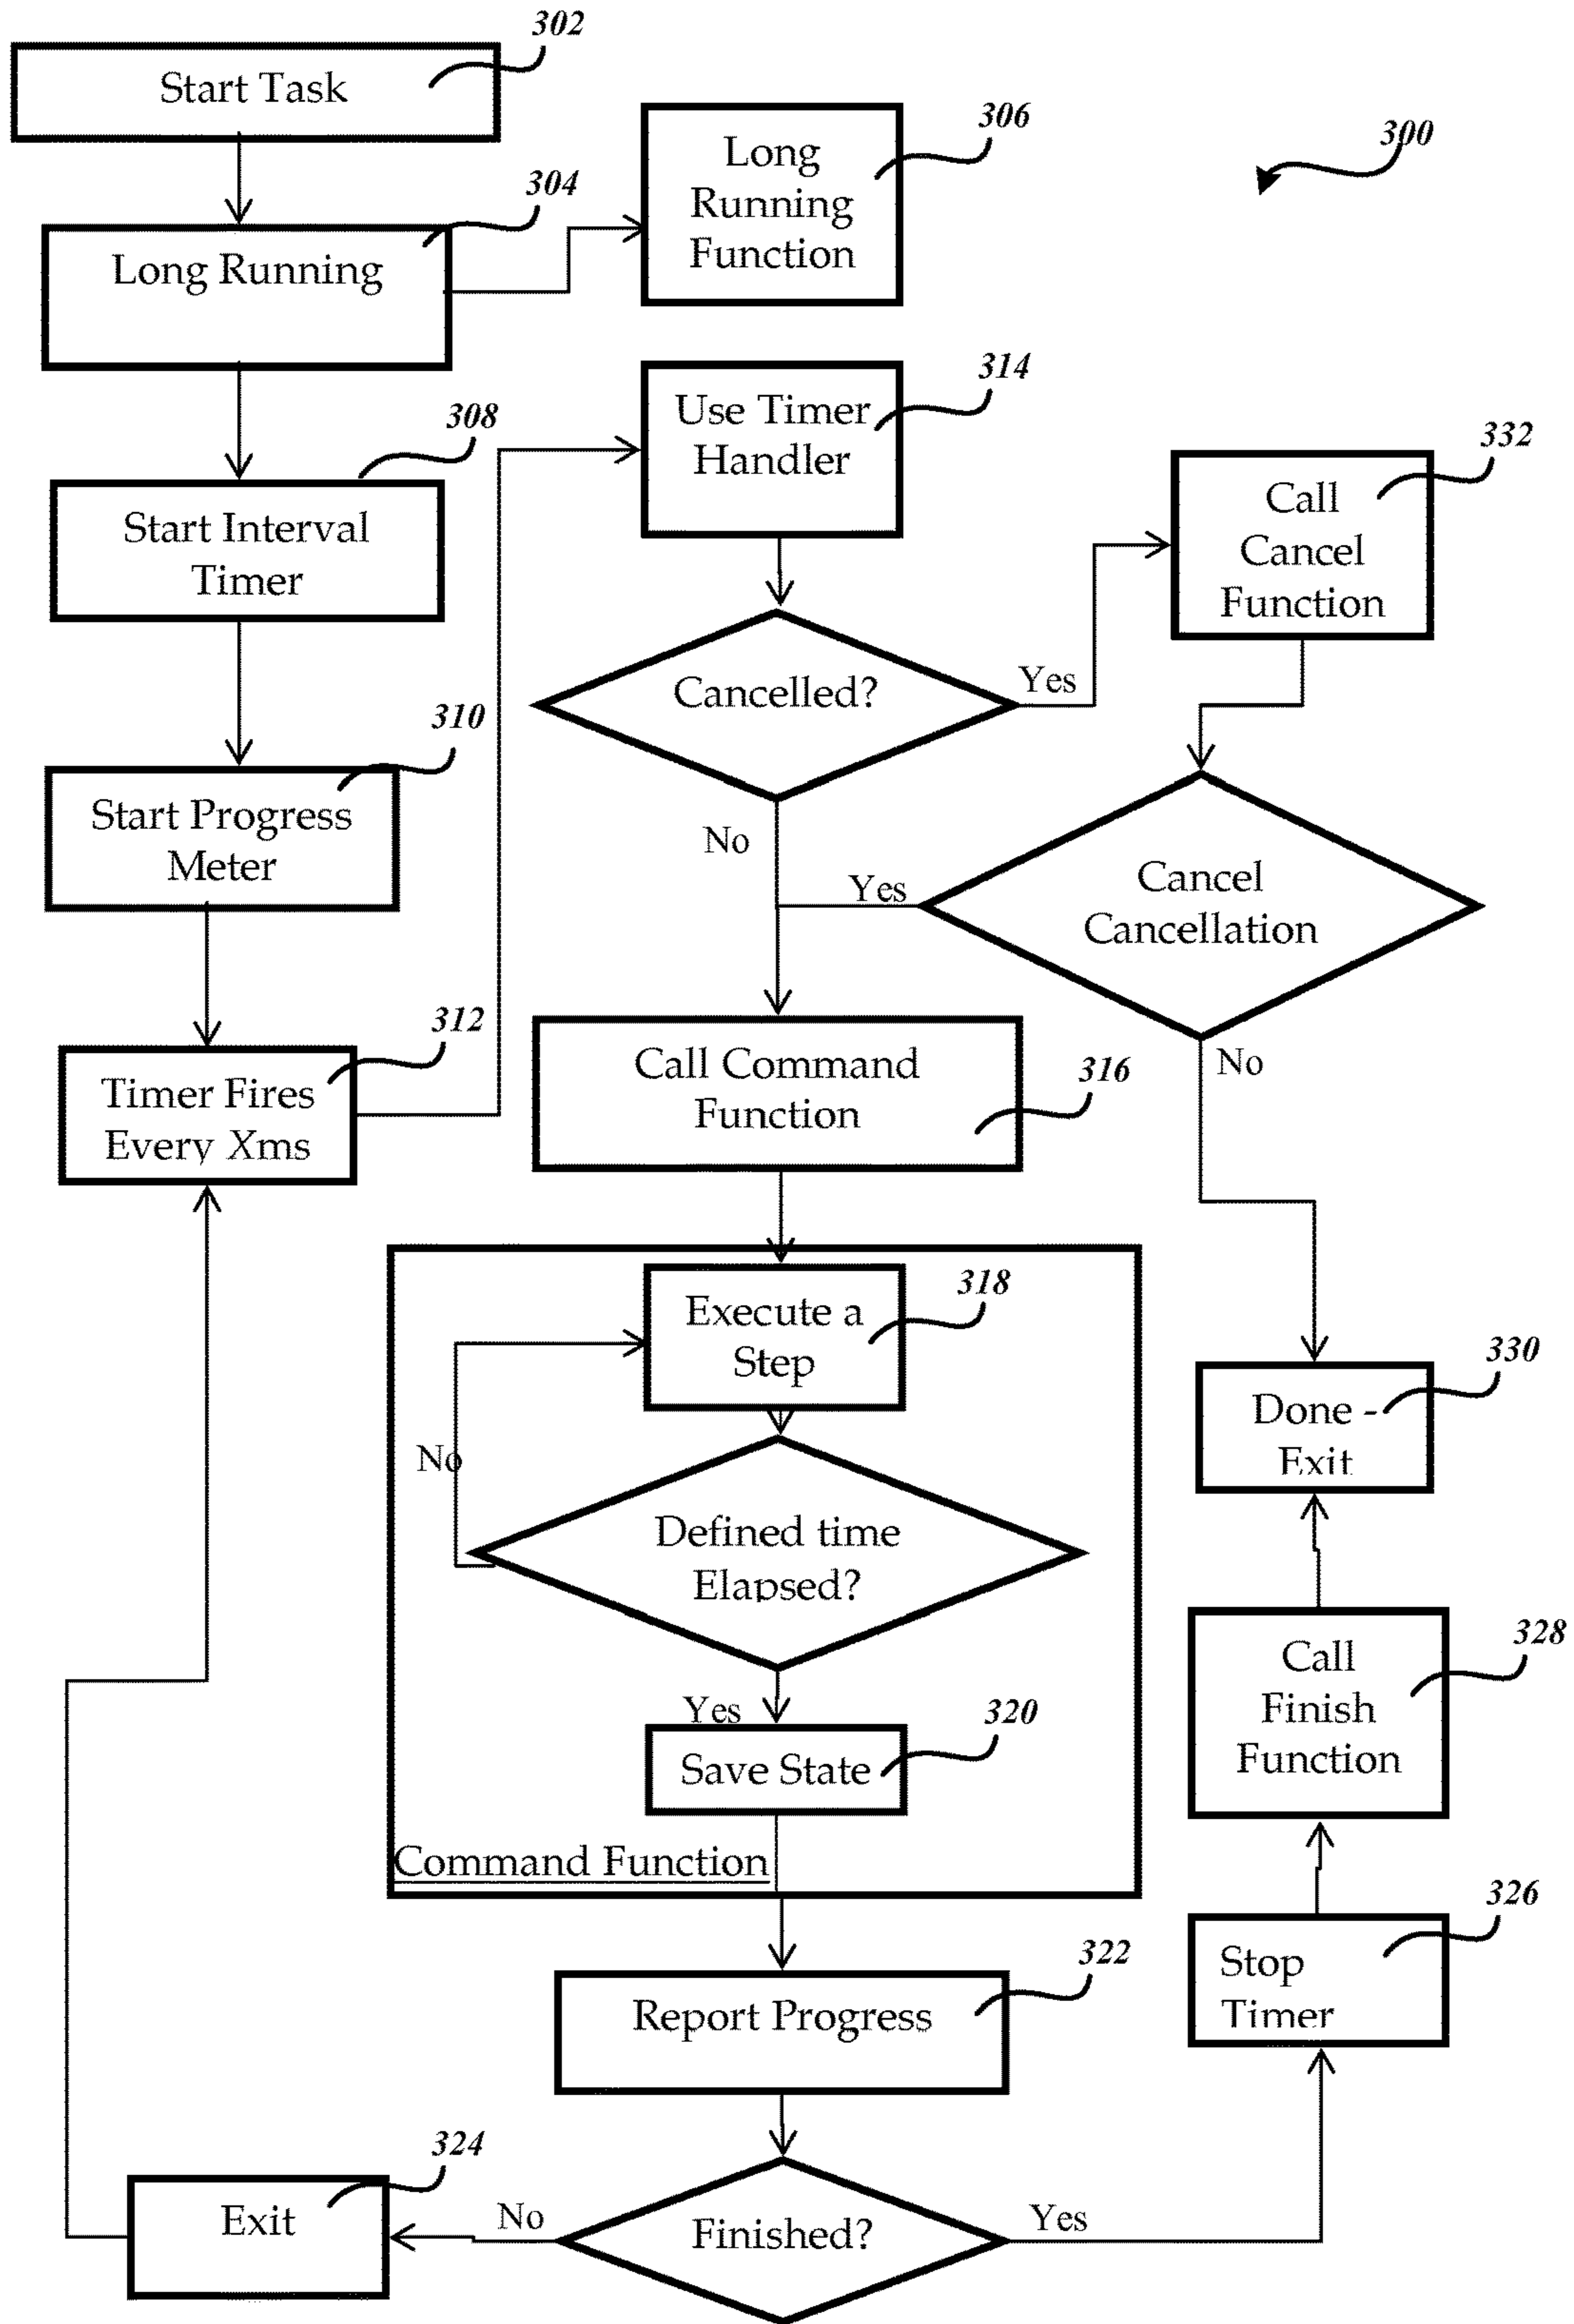 302
Start Task
306
Long
Running
Function
300
304
Long Running
314
Use Timer
Handler
308
Start Interval
Timer
332
Call
Cancel
Function
Cancelled?
Yes
310
Start Progress
Meter
No
Yes
Cancel
Cancellation
312
Timer Fires
Every Xms
Call Command
Function
316
No
318
Execute a
Step
330
Done -
Exit
No
Defined time
Elapsed?
328
Call
Finish
Function
Yes
320
Save State
Command Function
326
Stop
Timer
322
Report Progress
324
Exit
No
Finished?
Yes